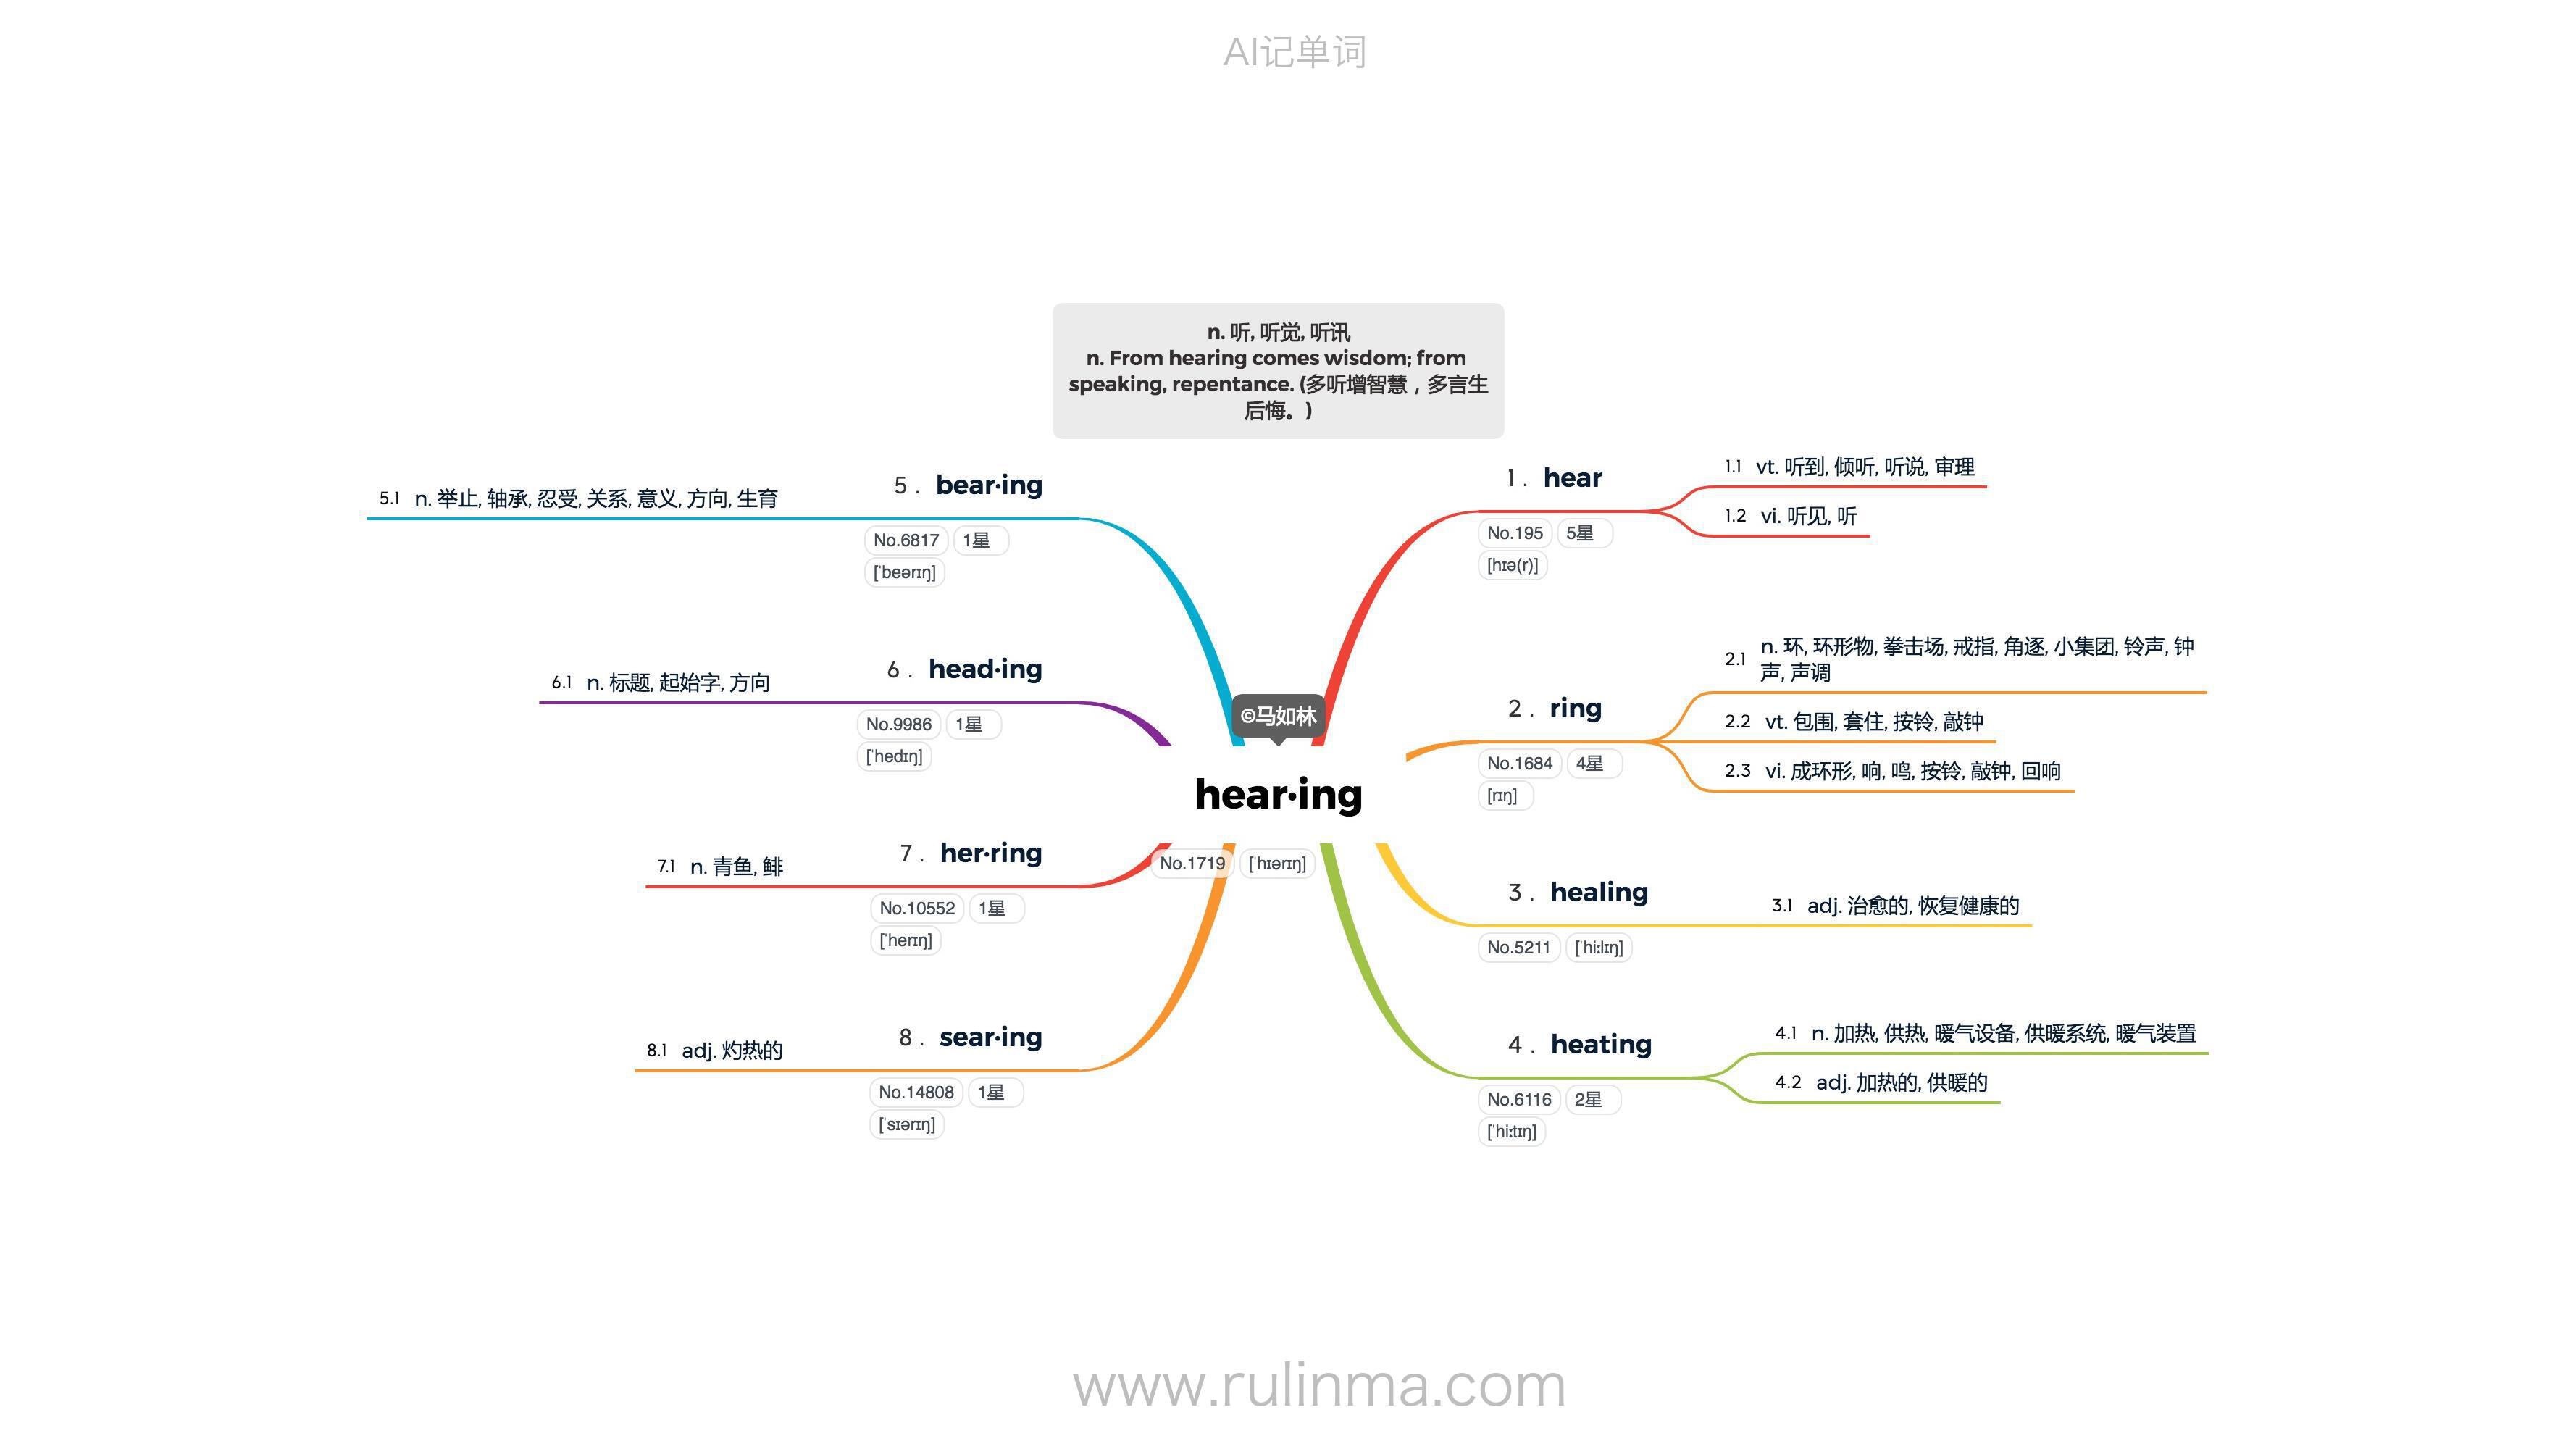 AI记单词
n. 听, 听觉, 听讯
n. From hearing comes wisdom; from
speaking, repentance. (多听增智慧，多言生
后悔。)
©马如林
hear·ing
No.1719 [ˈhɪərɪŋ]
1 . hear
No.195 5星
[hɪə(r)]
1.1 vt. 听到, 倾听, 听说, 审理
1.2 vi. 听见, 听
2 . ring
No.1684 4星
[rɪŋ]
2.1 n. 环, 环形物, 拳击场, 戒指, 角逐, 小集团, 铃声, 钟
声, 声调
2.2 vt. 包围, 套住, 按铃, 敲钟
2.3 vi. 成环形, 响, 鸣, 按铃, 敲钟, 回响
3 . healing
No.5211 [ˈhiːlɪŋ]
3.1 adj. 治愈的, 恢复健康的
4 . heating
No.6116 2星
[ˈhiːtɪŋ]
4.1 n. 加热, 供热, 暖气设备, 供暖系统, 暖气装置
4.2 adj. 加热的, 供暖的
5 . bear·ing
No.6817 1星
[ˈbeərɪŋ]
5.1 n. 举止, 轴承, 忍受, 关系, 意义, 方向, 生育
6 . head·ing
No.9986 1星
[ˈhedɪŋ]
6.1 n. 标题, 起始字, 方向
7 . her·ring
No.10552 1星
[ˈherɪŋ]
7.1 n. 青鱼, 鲱
8 . sear·ing
No.14808 1星
[ˈsɪərɪŋ]
8.1 adj. 灼热的
www.rulinma.com